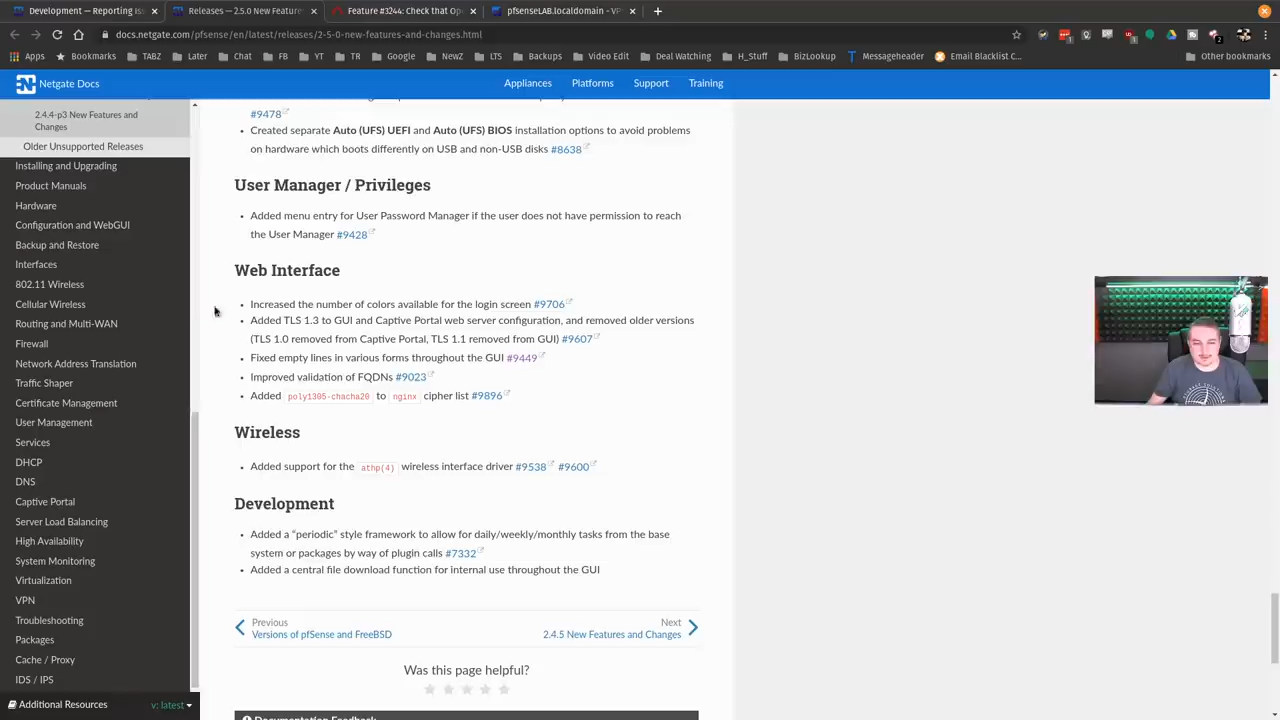 Development — Reporting Iss
Releases — 2.5.0 New Feature
Feature #3244: Check that Op
pfsenseLAB.localdomain - VP
docs.netgate.com/pfsense/en/latest/releases/2-5-0-new-features-and-changes.html
Apps Bookmarks TABZ Later Chat FB YT TR Google NewZ LTS Backups Video Edit Deal Watching H_Stuff BizLookup Messageheader Email Blacklist C... Other bookmarks
Netgate Docs
Appliances Platforms Support Training
2.4.4-p3 New Features and
Changes
Older Unsupported Releases
Installing and Upgrading
Product Manuals
Hardware
Configuration and WebGUI
Backup and Restore
Interfaces
802.11 Wireless
Cellular Wireless
Routing and Multi-WAN
Firewall
Network Address Translation
Traffic Shaper
Certificate Management
User Management
Services
DHCP
DNS
Captive Portal
Server Load Balancing
High Availability
System Monitoring
Virtualization
VPN
Troubleshooting
Packages
Cache / Proxy
IDS / IPS
Additional Resources v: latest
#9478
• Created separate Auto (UFS) UEFI and Auto (UFS) BIOS installation options to avoid problems
on hardware which boots differently on USB and non-USB disks #8638
User Manager / Privileges
• Added menu entry for User Password Manager if the user does not have permission to reach
the User Manager #9428
Web Interface
• Increased the number of colors available for the login screen #9706
• Added TLS 1.3 to GUI and Captive Portal web server configuration, and removed older versions
(TLS 1.0 removed from Captive Portal, TLS 1.1 removed from GUI) #9607
• Fixed empty lines in various forms throughout the GUI #9449
• Improved validation of FQDNs #9023
• Added poly1305-chacha20 to nginx cipher list #9896
Wireless
• Added support for the athp(4) wireless interface driver #9538 #9600
Development
• Added a “periodic” style framework to allow for daily/weekly/monthly tasks from the base
system or packages by way of plugin calls #7332
• Added a central file download function for internal use throughout the GUI
Previous
Versions of pfSense and FreeBSD
Next
2.4.5 New Features and Changes
Was this page helpful?
Documentation Feedback